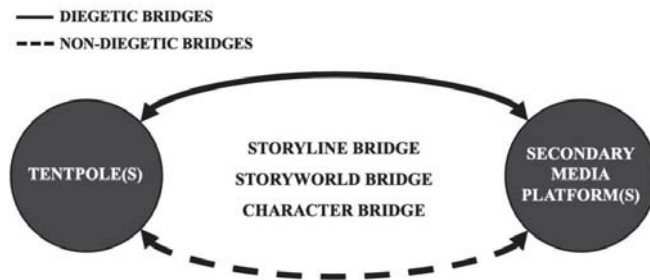 DIEGETIC BRIDGES
NON-DIEGETIC BRIDGES
STORYLINE BRIDGE
STORYWORLD BRIDGE
CHARACTER BRIDGE
TENTPOLE(S)
SECONDARY
MEDIA
PLATFORM(S)